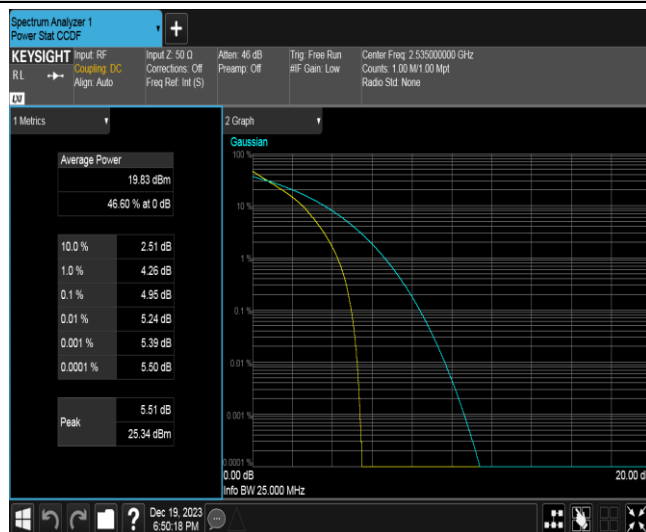 Spectrum Analyzer 1
Power Stat CCDF
+
KEYSIGHT
RL
Input: RF
Coupling: DC
Align: Auto
Input Z: 50 Ω
Corrections: Off
Freq Ref: Int (S)
Atten: 46 dB
Preamp: Off
Trig: Free Run
#IF Gain: Low
Center Freq: 2.535000000 GHz
Counts: 1.00 M/1.00 Mpt
Radio Std: None
LXI
1 Metrics
Average Power
19.83 dBm
46.60 % at 0 dB
10.0 % 2.51 dB
1.0 % 4.26 dB
0.1 % 4.95 dB
0.01 % 5.24 dB
0.001 % 5.39 dB
0.0001 % 5.50 dB
Peak
5.51 dB
25.34 dBm
2 Graph
Gaussian
100 %
10 %
1 %
0.1 %
0.01 %
0.001 %
0.0001 %
0.00 dB 20.00 d
Info BW 25.000 MHz
?
Dec 19, 2023
6:50:18 PM